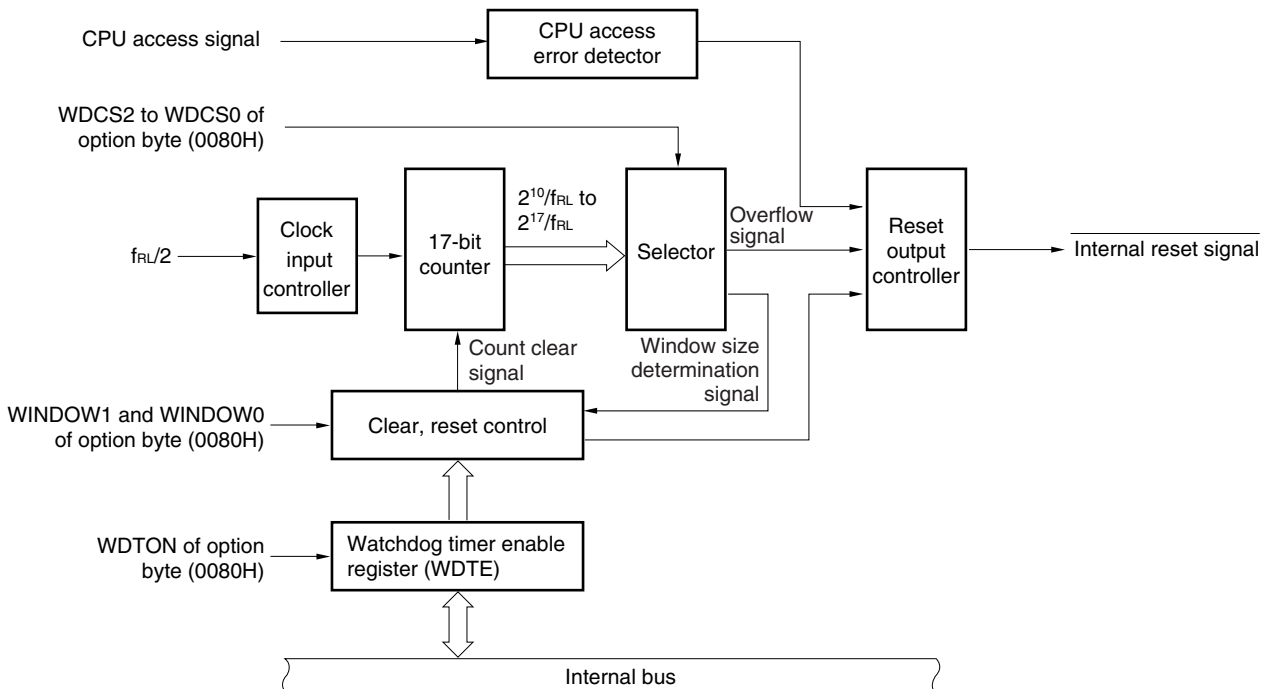 CPU access signal
CPU access
error detector
WDCS2 to WDCS0 of
option byte (0080H)
fRL/2
Clock
input
controller
17-bit
counter
2¹⁰/fRL to
2¹⁷/fRL
Selector
Overflow
signal
Reset
output
controller
Internal reset signal
Count clear
signal
Window size
determination
signal
WINDOW1 and WINDOW0
of option byte (0080H)
Clear, reset control
WDTON of option
byte (0080H)
Watchdog timer enable
register (WDTE)
Internal bus